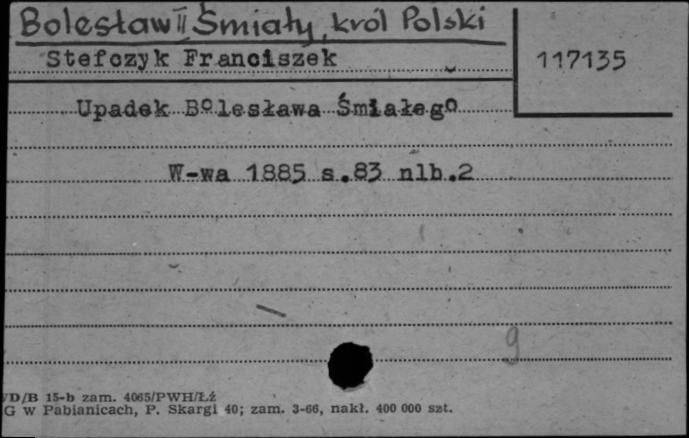 Bolesław II Śmiały, król Polski
Stefczyk Franciszek
117135
Upadek Bolesława Śmiałego
W-wa 1885 s.83 nlb.2
9
D/B 15-b zam. 4065/PWH/Łź
G w Pabianicach, P. Skargi 40; zam. 3-66, nakł. 400 000 szt.